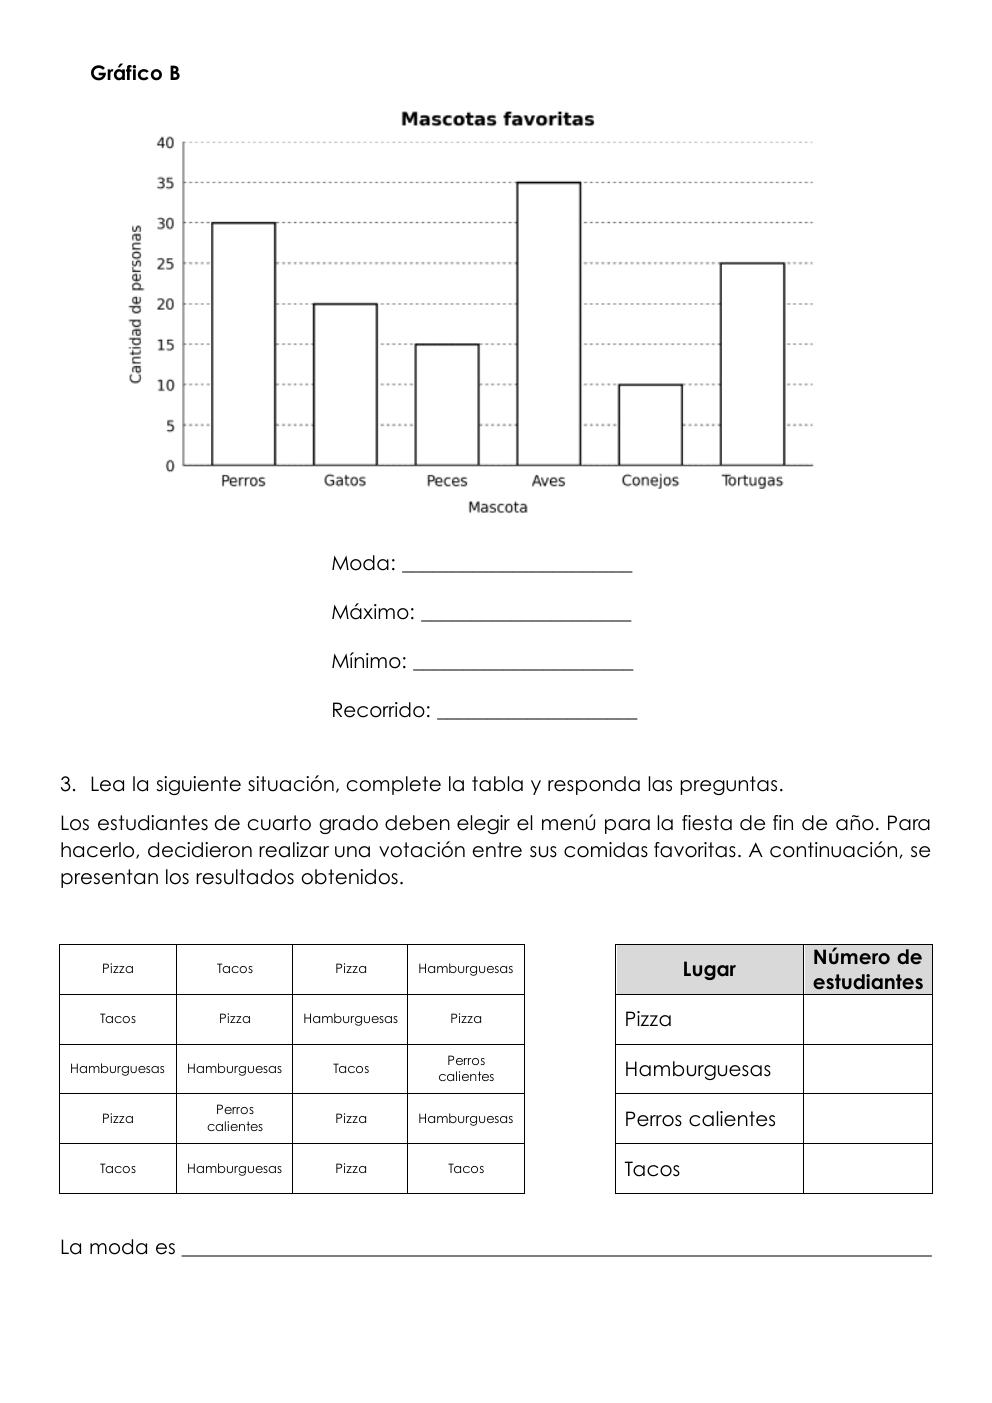 Gráfico B
Mascotas favoritas
40
35
30
25
20
15
10
5
0
Cantidad de personas
Perros Gatos Peces Aves Conejos Tortugas
Mascota
Moda: ______________________
Máximo: ____________________
Mínimo: _____________________
Recorrido: ___________________
3. Lea la siguiente situación, complete la tabla y responda las preguntas.
Los estudiantes de cuarto grado deben elegir el menú para la fiesta de fin de año. Para
hacerlo, decidieron realizar una votación entre sus comidas favoritas. A continuación, se
presentan los resultados obtenidos.
Pizza Tacos Pizza Hamburguesas
Tacos Pizza Hamburguesas Pizza
Hamburguesas Hamburguesas Tacos Perros
calientes
Pizza Perros
calientes Pizza Hamburguesas
Tacos Hamburguesas Pizza Tacos
Lugar Número de
estudiantes
Pizza
Hamburguesas
Perros calientes
Tacos
La moda es ______________________________________________________________________